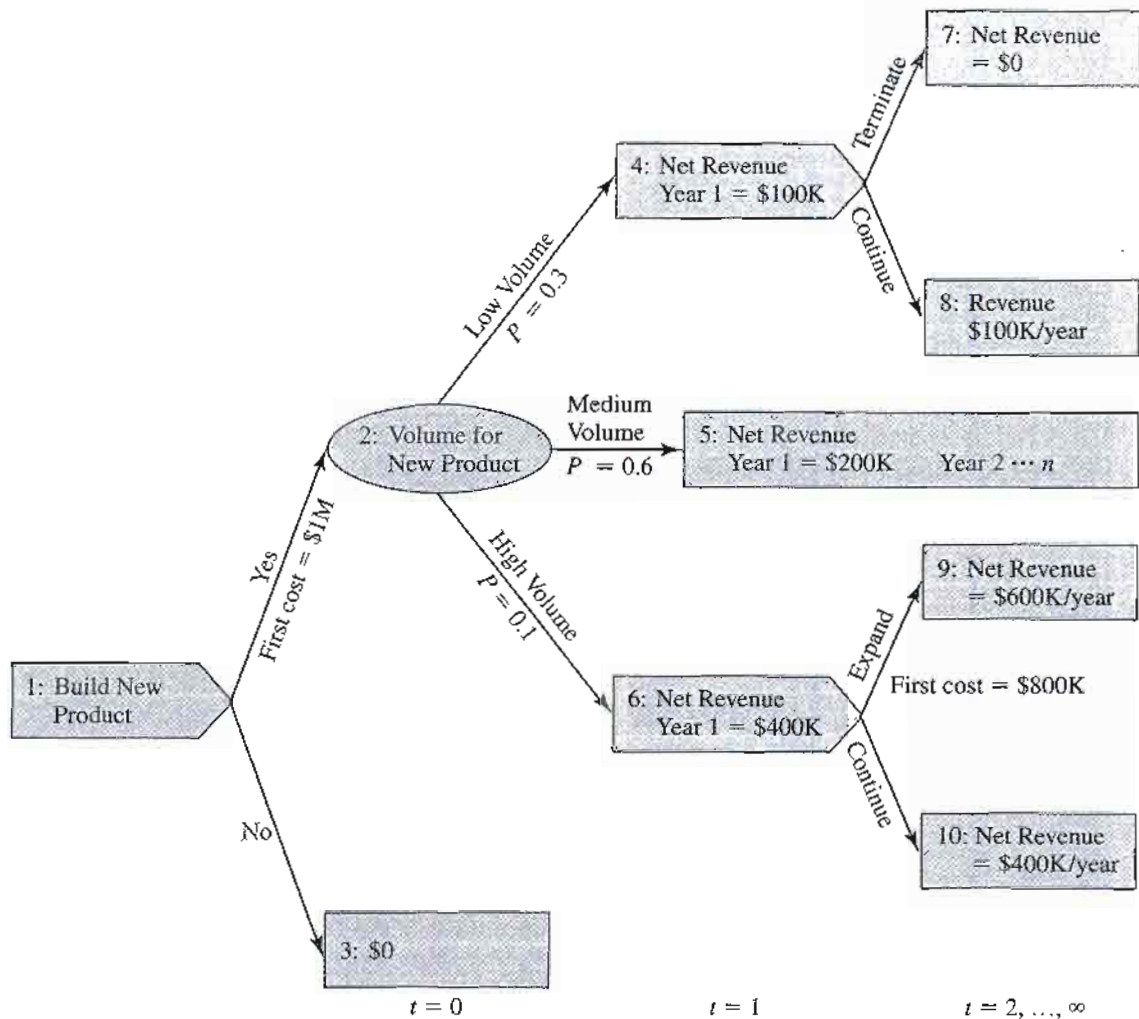 7: Net Revenue
= $0
Terminate
4: Net Revenue
Year 1 = $100K
Continue
8: Revenue
$100K/year
Low Volume
P = 0.3
2: Volume for
New Product
Medium
Volume
P = 0.6
5: Net Revenue
Year 1 = $200K Year 2 ··· n
Yes
First cost = $1M
High Volume
P = 0.1
9: Net Revenue
= $600K/year
Expand
First cost = $800K
1: Build New
Product
6: Net Revenue
Year 1 = $400K
Continue
10: Net Revenue
= $400K/year
No
3: $0
t = 0
t = 1
t = 2, ..., ∞